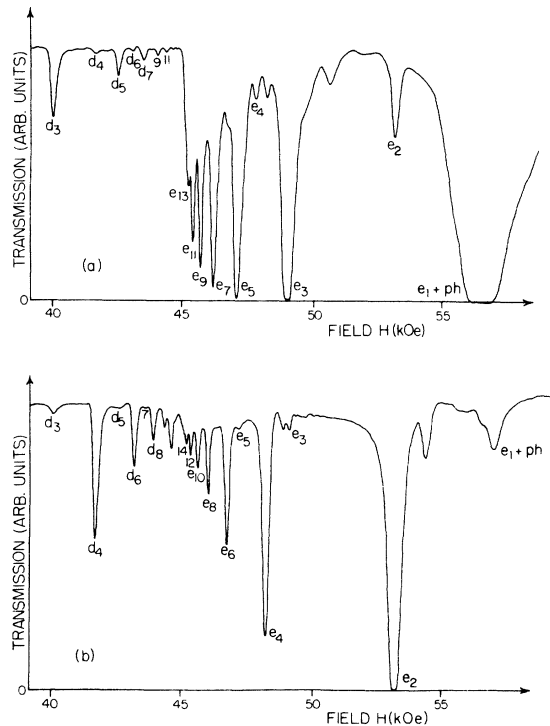 TRANSMISSION (ARB. UNITS)
d3
d4
d5
d6
d7
9
11
e13
e11
e9
e7
e5
e4
e3
e2
e1 + ph
(a)
0
40
45
50
55
FIELD H (kOe)
TRANSMISSION (ARB. UNITS)
d3
d4
d5
d6
7
d8
14
12
e10
e8
e6
e5
e4
e3
e2
e1 + ph
(b)
0
40
45
50
55
FIELD H (kOe)